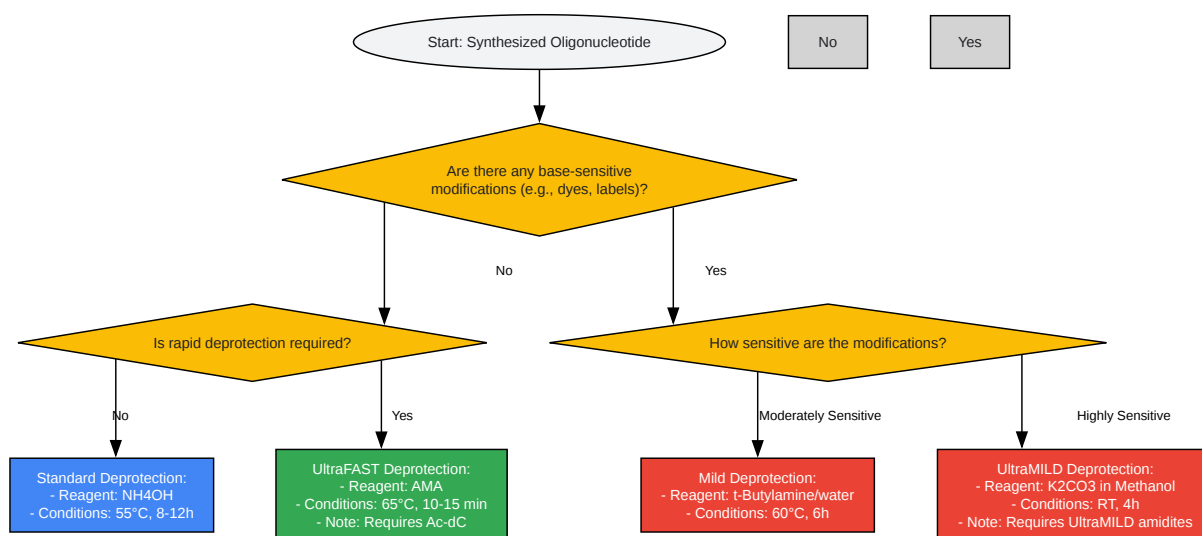 Start: Synthesized Oligonucleotide
No
Yes
Are there any base-sensitive
modifications (e.g., dyes, labels)?
No
Yes
Is rapid deprotection required?
How sensitive are the modifications?
No
Yes
Moderately Sensitive
Highly Sensitive
Standard Deprotection:
- Reagent: NH4OH
- Conditions: 55°C, 8-12h
UltraFAST Deprotection:
- Reagent: AMA
- Conditions: 65°C, 10-15 min
- Note: Requires Ac-dC
Mild Deprotection:
- Reagent: t-Butylamine/water
- Conditions: 60°C, 6h
UltraMILD Deprotection:
- Reagent: K2CO3 in Methanol
- Conditions: RT, 4h
- Note: Requires UltraMILD amidites